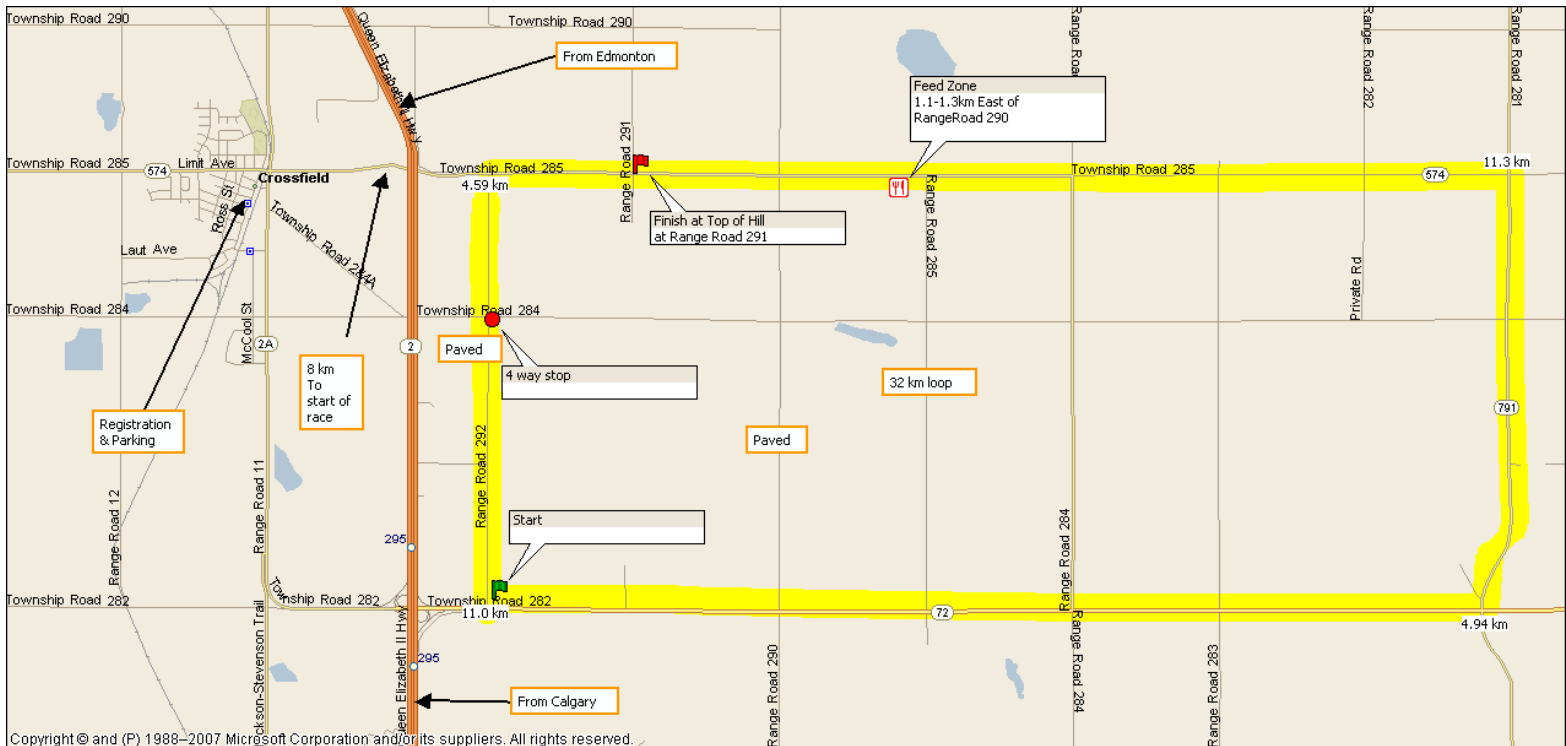 Township Road 290
Township Road 290
Queen Elizabeth II Hwy
From Edmonton
Range Road 282
Range Road 281
Feed Zone
1.1-1.3km East of
RangeRoad 290
Range Road 291
Township Road 285
574
Limit Ave
Crossfield
Township Road 285
Township Road 285
574
11.3 km
4.59 km
Ross St
Finish at Top of Hill
at Range Road 291
Range Road 285
Laut Ave
Township Road 284A
Township Road 284
Township Road 284
Private Rd
McCool St
2A
2
Paved
4 way stop
8 km
To
start of
race
32 km loop
Registration
& Parking
Paved
791
Range Road 292
Range Road 11
Range Road 12
Start
295
Range Road 284
Township Road 282
Township Road 282
Township Road 282
11.0 km
72
4.94 km
295
Range Road 290
Range Road 284
Range Road 283
From Calgary
Copyright © and (P) 1988–2007 Microsoft Corporation and/or its suppliers. All rights reserved.